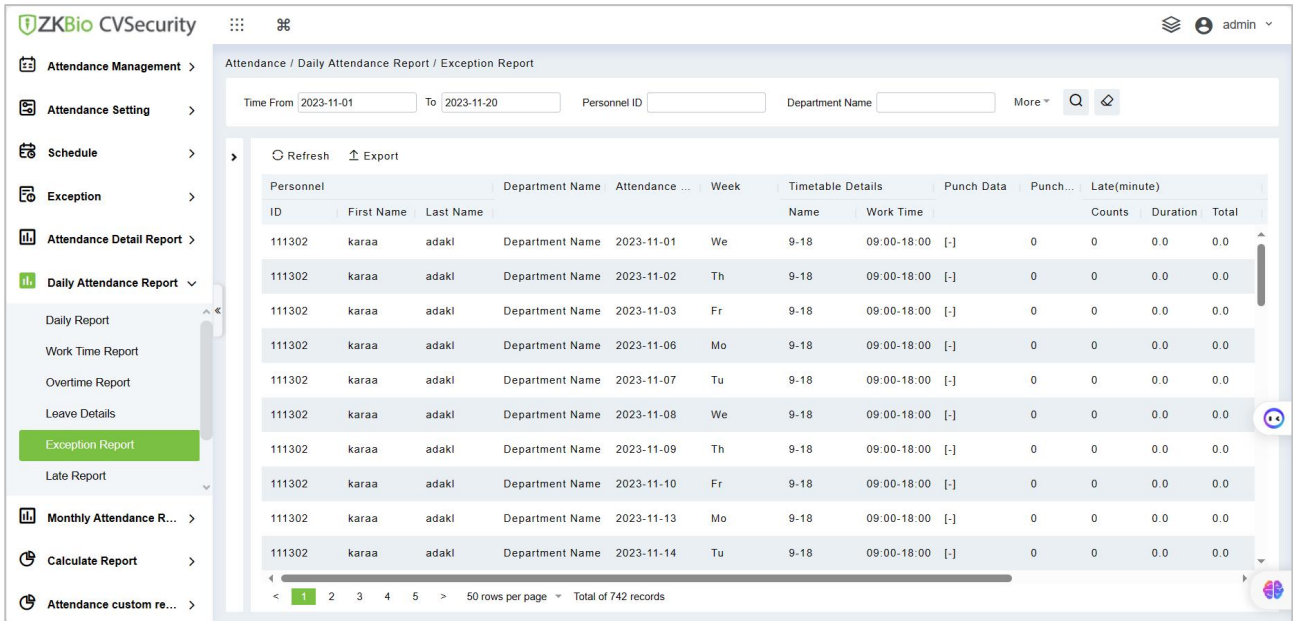 ZKBio CVSecurity
admin
Attendance Management
Attendance Setting
Schedule
Exception
Attendance Detail Report
Daily Attendance Report
Daily Report
Work Time Report
Overtime Report
Leave Details
Exception Report
Late Report
Monthly Attendance R...
Calculate Report
Attendance custom re...
Attendance / Daily Attendance Report / Exception Report
Time From 2023-11-01 To 2023-11-20 Personnel ID Department Name More
Refresh Export
Personnel Department Name Attendance ... Week Timetable Details Punch Data Punch... Late(minute)
ID First Name Last Name Name Work Time Counts Duration Total
111302 karaa adakl Department Name 2023-11-01 We 9-18 09:00-18:00 [-] 0 0 0.0 0.0
111302 karaa adakl Department Name 2023-11-02 Th 9-18 09:00-18:00 [-] 0 0 0.0 0.0
111302 karaa adakl Department Name 2023-11-03 Fr 9-18 09:00-18:00 [-] 0 0 0.0 0.0
111302 karaa adakl Department Name 2023-11-06 Mo 9-18 09:00-18:00 [-] 0 0 0.0 0.0
111302 karaa adakl Department Name 2023-11-07 Tu 9-18 09:00-18:00 [-] 0 0 0.0 0.0
111302 karaa adakl Department Name 2023-11-08 We 9-18 09:00-18:00 [-] 0 0 0.0 0.0
111302 karaa adakl Department Name 2023-11-09 Th 9-18 09:00-18:00 [-] 0 0 0.0 0.0
111302 karaa adakl Department Name 2023-11-10 Fr 9-18 09:00-18:00 [-] 0 0 0.0 0.0
111302 karaa adakl Department Name 2023-11-13 Mo 9-18 09:00-18:00 [-] 0 0 0.0 0.0
111302 karaa adakl Department Name 2023-11-14 Tu 9-18 09:00-18:00 [-] 0 0 0.0 0.0
< 1 2 3 4 5 > 50 rows per page Total of 742 records